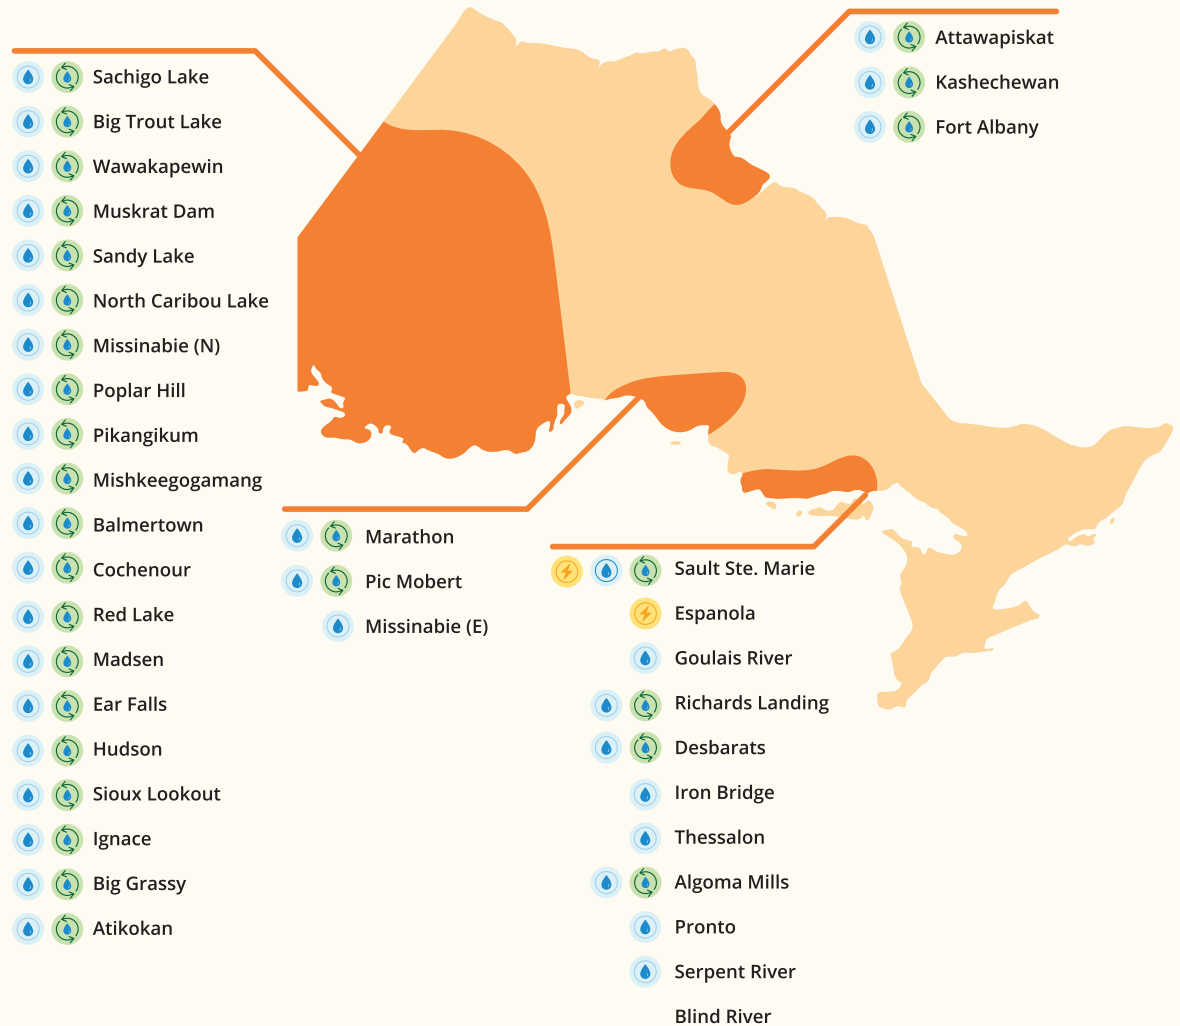 Sachigo Lake
Big Trout Lake
Wawakapewin
Muskrat Dam
Sandy Lake
North Caribou Lake
Missinabie (N)
Poplar Hill
Pikangikum
Mishkeegogamang
Balmertown
Cochenour
Red Lake
Madsen
Ear Falls
Hudson
Sioux Lookout
Ignace
Big Grassy
Atikokan
Attawapiskat
Kashechewan
Fort Albany
Marathon
Pic Mobert
Missinabie (E)
Sault Ste. Marie
Espanola
Goulais River
Richards Landing
Desbarats
Iron Bridge
Thessalon
Algoma Mills
Pronto
Serpent River
Blind River